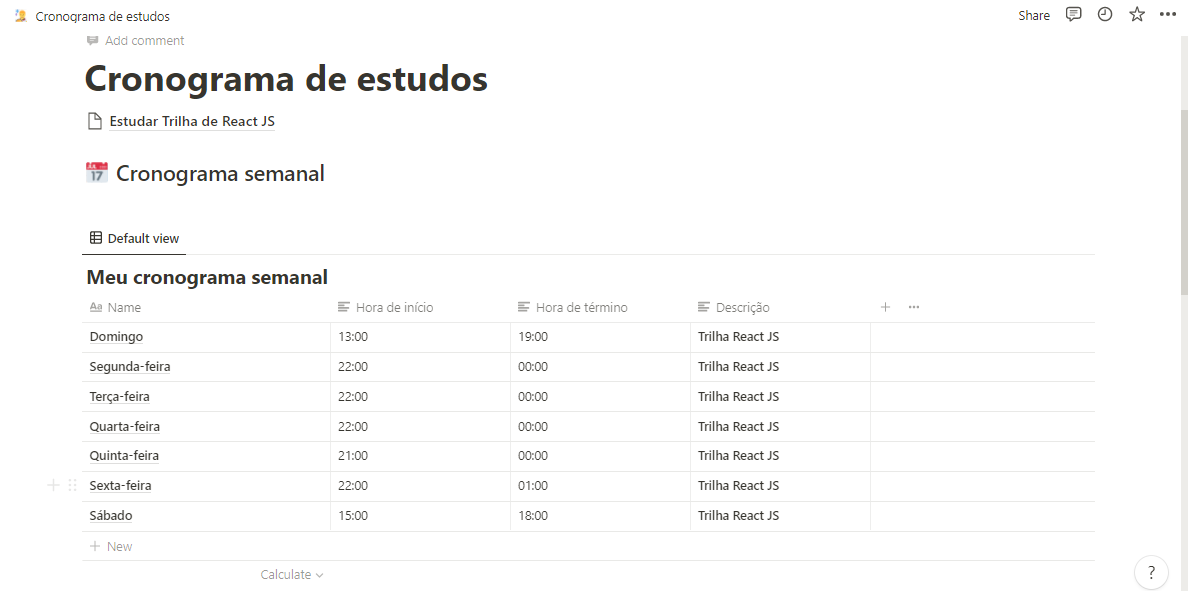 Cronograma de estudos
Share
Add comment
Cronograma de estudos
Estudar Trilha de React JS
JUL 17 Cronograma semanal
Default view
Meu cronograma semanal
Aa Name Hora de início Hora de término Descrição
Domingo 13:00 19:00 Trilha React JS
Segunda-feira 22:00 00:00 Trilha React JS
Terça-feira 22:00 00:00 Trilha React JS
Quarta-feira 22:00 00:00 Trilha React JS
Quinta-feira 21:00 00:00 Trilha React JS
Sexta-feira 22:00 01:00 Trilha React JS
Sábado 15:00 18:00 Trilha React JS
+ New
Calculate
?